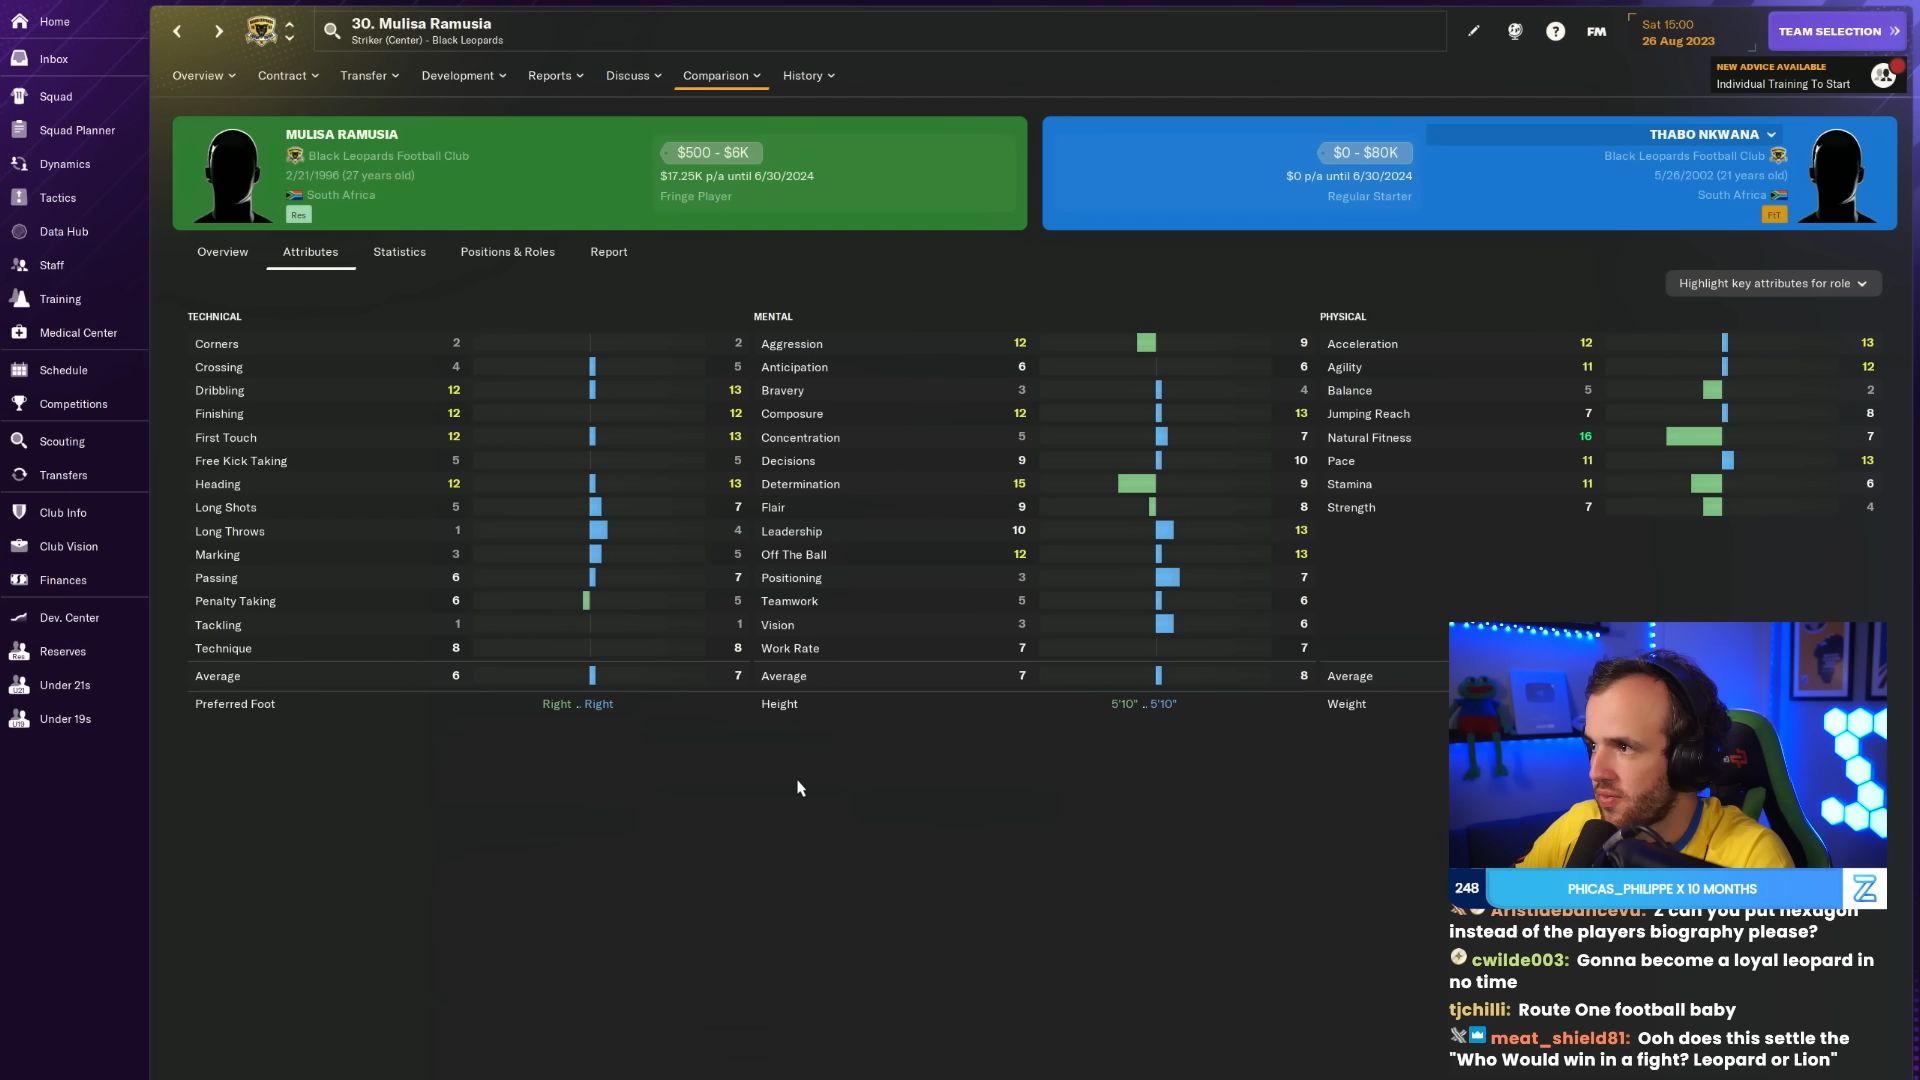 Home
Inbox
Squad
Squad Planner
Dynamics
Tactics
Data Hub
Staff
Training
Medical Center
Schedule
Competitions
Scouting
Transfers
Club Info
Club Vision
Finances
Dev. Center
Reserves
Under 21s
Under 19s
30. Mulisa Ramusia
Striker (Center) - Black Leopards
FM
Sat 15:00
26 Aug 2023
TEAM SELECTION
Overview
Contract
Transfer
Development
Reports
Discuss
Comparison
History
NEW ADVICE AVAILABLE
Individual Training To Start
MULISA RAMUSIA
Black Leopards Football Club
2/21/1996 (27 years old)
South Africa
Res
$500 - $6K
$17.25K p/a until 6/30/2024
Fringe Player
$0 - $80K
$0 p/a until 6/30/2024
Regular Starter
THABO NKWANA
Black Leopards Football Club
5/26/2002 (21 years old)
South Africa
FtT
Overview
Attributes
Statistics
Positions & Roles
Report
Highlight key attributes for role
TECHNICAL
Corners 2 2
Crossing 4 5
Dribbling 12 13
Finishing 12 12
First Touch 12 13
Free Kick Taking 5 5
Heading 12 13
Long Shots 5 7
Long Throws 1 4
Marking 3 5
Passing 6 7
Penalty Taking 6 5
Tackling 1 1
Technique 8 8
Average 6 7
Preferred Foot Right .. Right
MENTAL
Aggression 12 9
Anticipation 6 6
Bravery 3 4
Composure 12 13
Concentration 5 7
Decisions 9 10
Determination 15 9
Flair 9 8
Leadership 10 13
Off The Ball 12 13
Positioning 3 7
Teamwork 5 6
Vision 3 6
Work Rate 7 7
Average 7 8
Height 5'10" .. 5'10"
PHYSICAL
Acceleration 12 13
Agility 11 12
Balance 5 2
Jumping Reach 7 8
Natural Fitness 16 7
Pace 11 13
Stamina 11 6
Strength 7 4
Average
Weight
248
PHICAS_PHILIPPE X 10 MONTHS
Z can you put hexagon
instead of the players biography please?
cwilde003: Gonna become a loyal leopard in
no time
tjchilli: Route One football baby
meat_shield81: Ooh does this settle the
"Who Would win in a fight? Leopard or Lion"